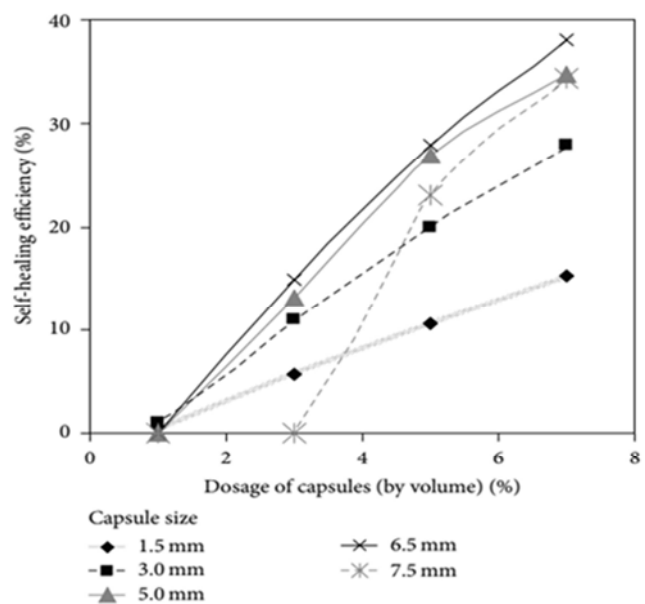 40
30
20
10
0
Self-healing efficiency (%)
0 2 4 6 8
Dosage of capsules (by volume) (%)
Capsule size
1.5 mm
3.0 mm
5.0 mm
6.5 mm
7.5 mm